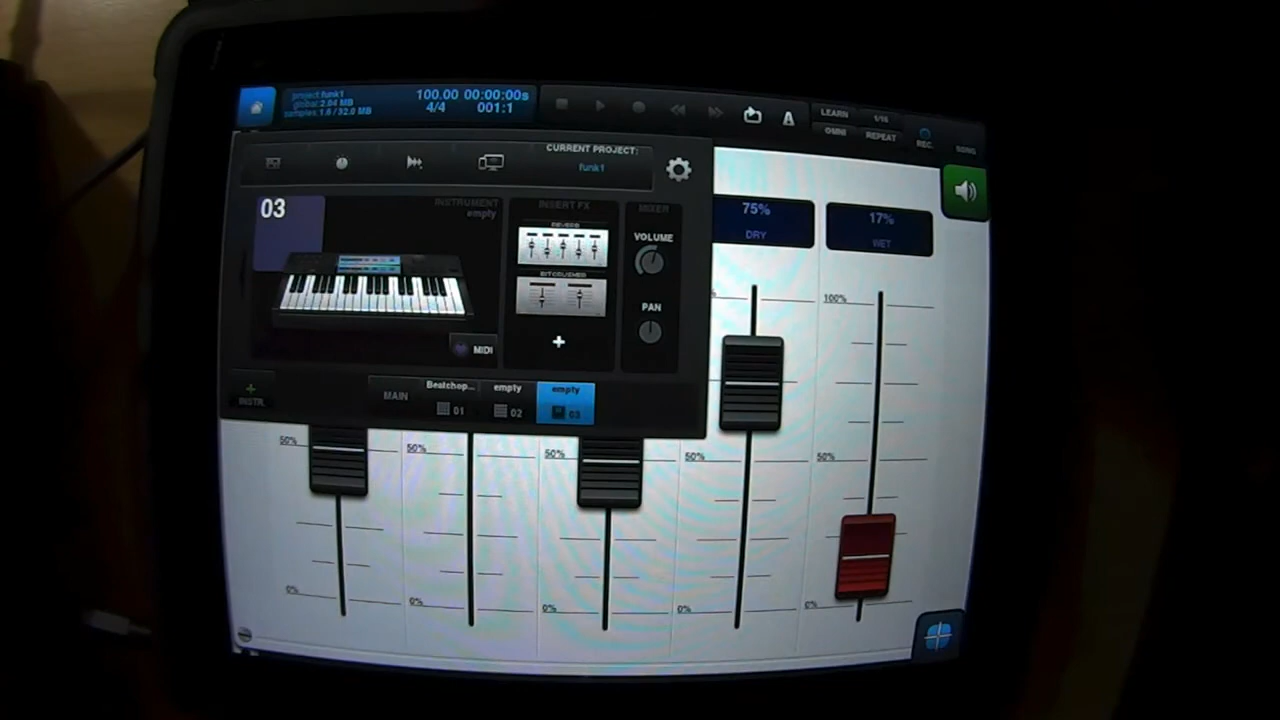 project: funk1
global: 2.04 MB
samples: 1.6 / 32.0 MB
100.00 00:00:00s
4/4 001:1
LEARN
1/16
OMNI
REPEAT
REC.
SONG
CURRENT PROJECT:
funk1
03
INSTRUMENT
empty
INSERT FX
REVERB
BITCRUSHER
+
MIXER
VOLUME
PAN
MIDI
+
INSTR.
MAIN
Beatchop...
01
empty
02
empty
03
75%
DRY
17%
WET
100%
50%
50%
50%
50%
50%
0%
0%
0%
0%
0%